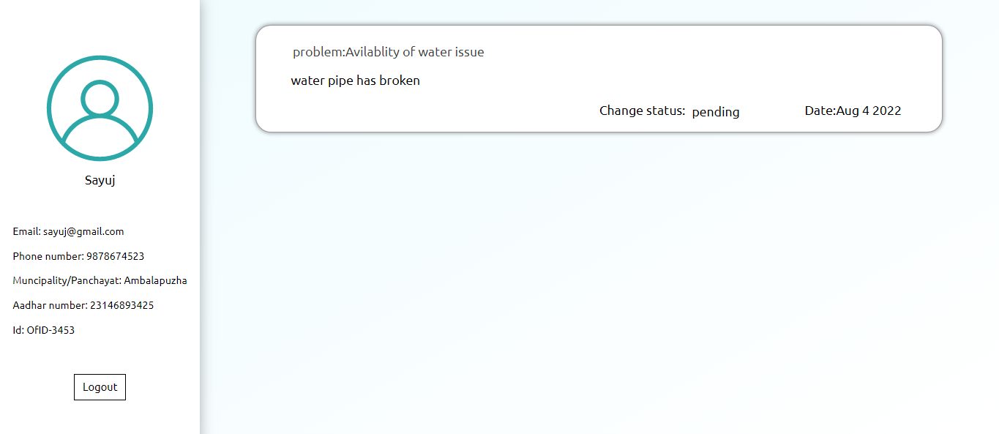 Sayuj
Email: sayuj@gmail.com
Phone number: 9878674523
Muncipality/Panchayat: Ambalapuzha
Aadhar number: 23146893425
Id: OfID-3453
Logout
problem:Avilablity of water issue
water pipe has broken
Change status: pending Date:Aug 4 2022